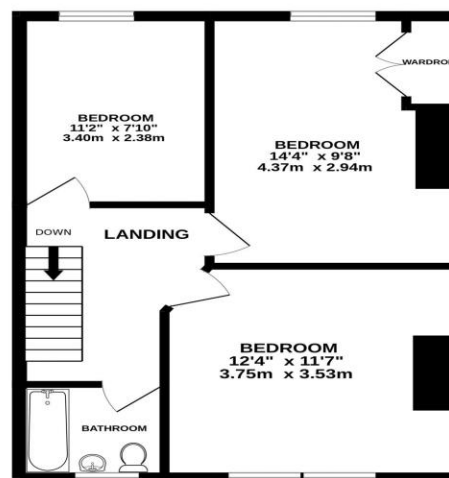 BEDROOM
11'2" x 7'10"
3.40m x 2.38m
BEDROOM
14'4" x 9'8"
4.37m x 2.94m
WARDROB
DOWN
LANDING
BEDROOM
12'4" x 11'7"
3.75m x 3.53m
BATHROOM